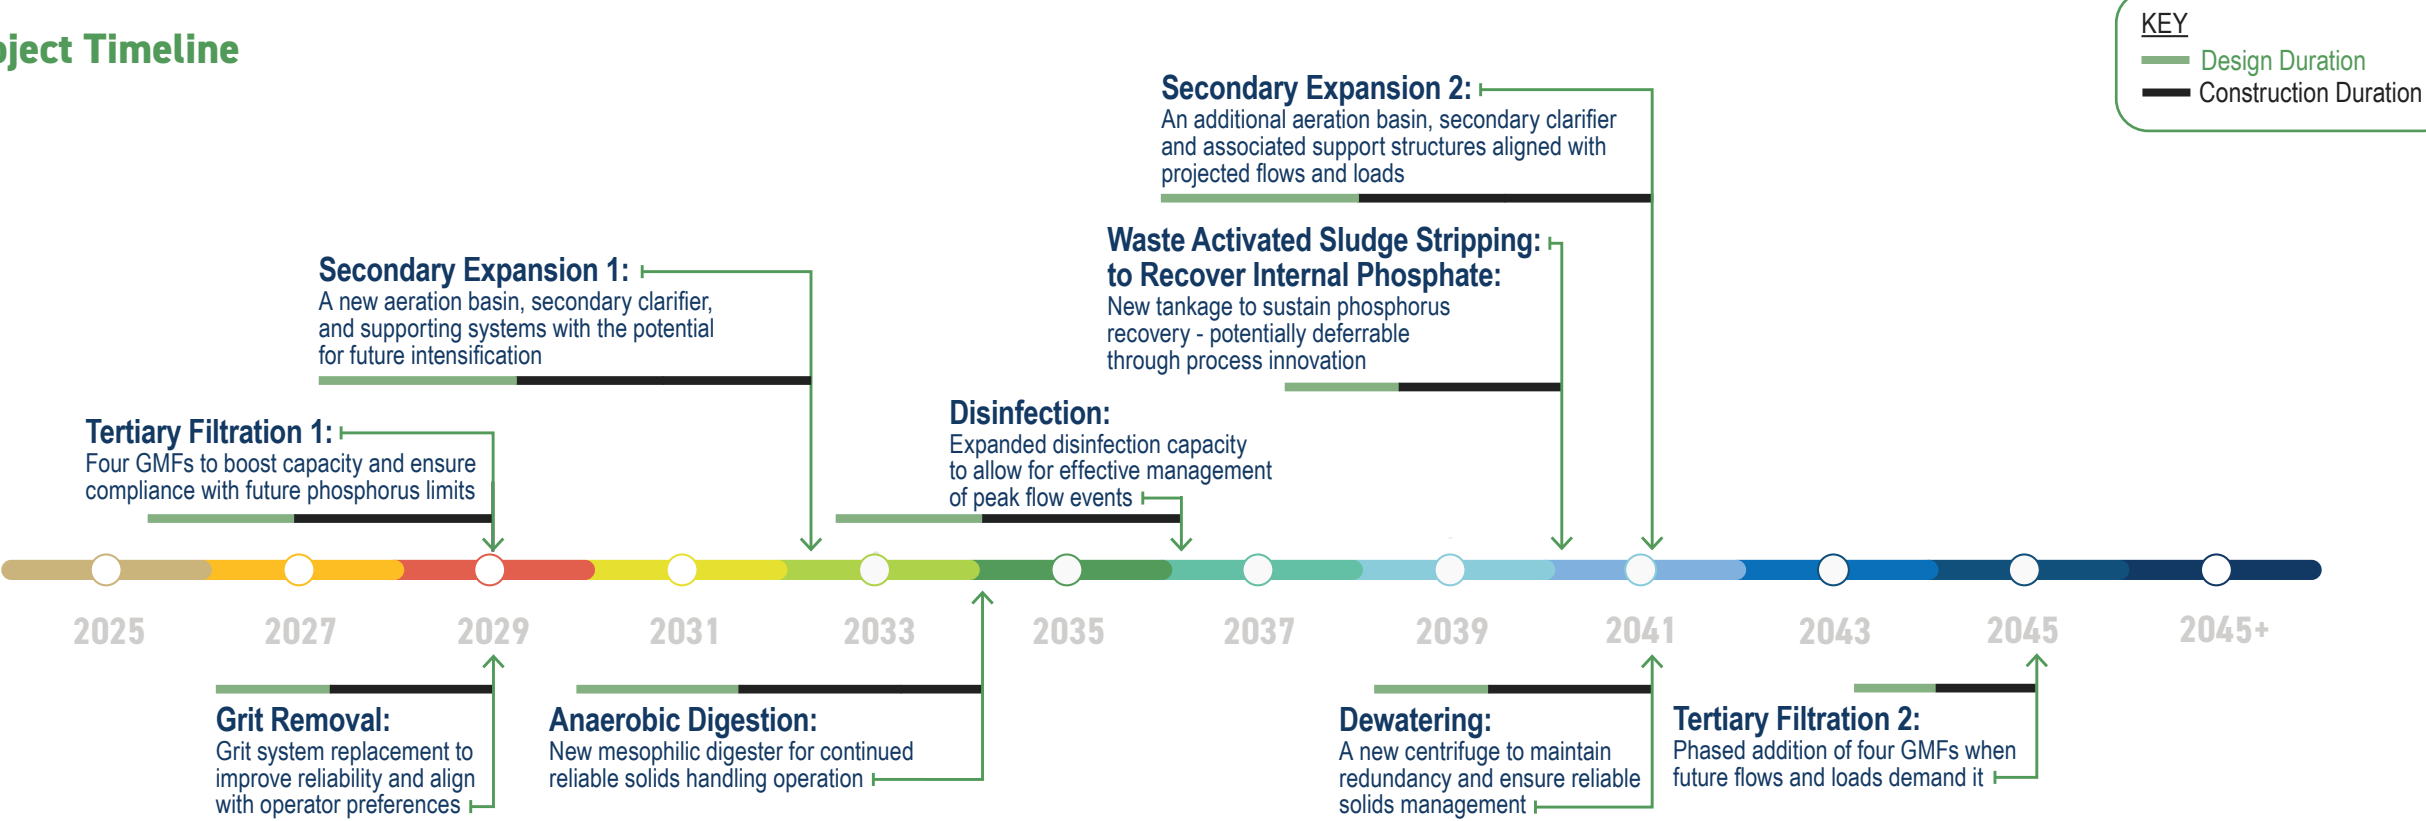 ject Timeline
KEY
Design Duration
Construction Duration
Secondary Expansion 2:
An additional aeration basin, secondary clarifier
and associated support structures aligned with
projected flows and loads
Waste Activated Sludge Stripping:
to Recover Internal Phosphate:
New tankage to sustain phosphorus
recovery - potentially deferrable
through process innovation
Secondary Expansion 1:
A new aeration basin, secondary clarifier,
and supporting systems with the potential
for future intensification
Tertiary Filtration 1:
Four GMFs to boost capacity and ensure
compliance with future phosphorus limits
Disinfection:
Expanded disinfection capacity
to allow for effective management
of peak flow events
2025
2027
2029
2031
2033
2035
2037
2039
2041
2043
2045
2045+
Grit Removal:
Grit system replacement to
improve reliability and align
with operator preferences
Anaerobic Digestion:
New mesophilic digester for continued
reliable solids handling operation
Dewatering:
A new centrifuge to maintain
redundancy and ensure reliable
solids management
Tertiary Filtration 2:
Phased addition of four GMFs when
future flows and loads demand it